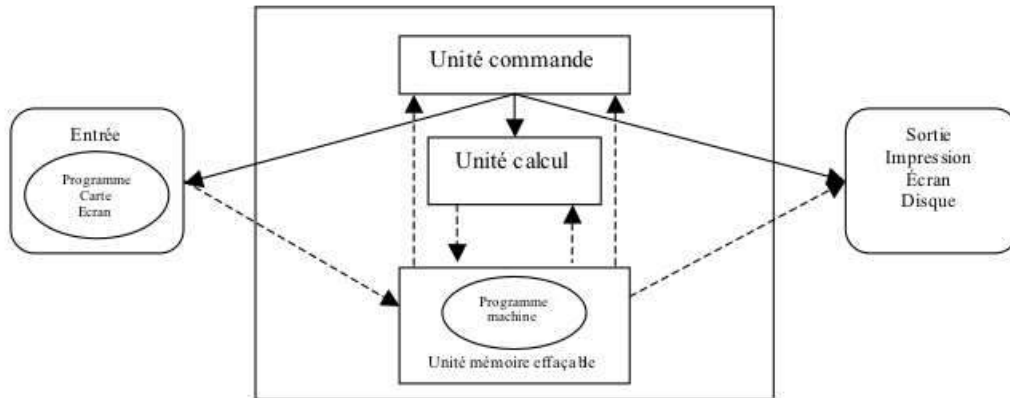 Unité commande
Entrée
Programme
Carte
Ecran
Unité calcul
Sortie
Impression
Écran
Disque
Programme
machine
Unité mémoire effaçable